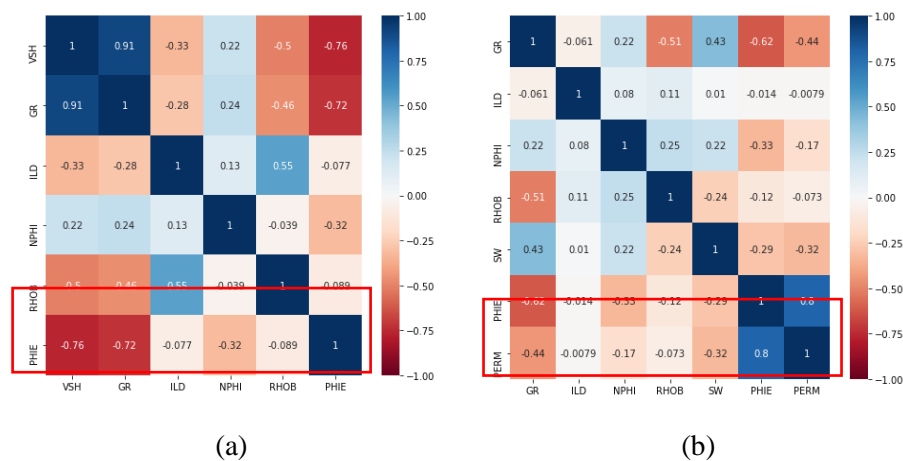 VSH 1 0.91 -0.33 0.22 -0.5 -0.76
GR 0.91 1 -0.28 0.24 -0.46 -0.72
ILD -0.33 -0.28 1 0.13 0.55 -0.077
NPHI 0.22 0.24 0.13 1 -0.039 -0.32
RHOB -0.5 -0.46 0.55 -0.039 1 -0.089
PHIE -0.76 -0.72 -0.077 -0.32 -0.089 1
VSH GR ILD NPHI RHOB PHIE
1.00
0.75
0.50
0.25
0.00
-0.25
-0.50
-0.75
-1.00
(a)
GR 1 -0.061 0.22 -0.51 0.43 -0.62 -0.44
ILD -0.061 1 0.08 0.11 0.01 -0.014 -0.0079
NPHI 0.22 0.08 1 0.25 0.22 -0.33 -0.17
RHOB -0.51 0.11 0.25 1 -0.24 -0.12 -0.073
SW 0.43 0.01 0.22 -0.24 1 -0.29 -0.32
PHIE -0.62 -0.014 -0.33 -0.12 -0.29 1 0.8
PERM -0.44 -0.0079 -0.17 -0.073 -0.32 0.8 1
GR ILD NPHI RHOB SW PHIE PERM
1.00
0.75
0.50
0.25
0.00
-0.25
-0.50
-0.75
-1.00
(b)